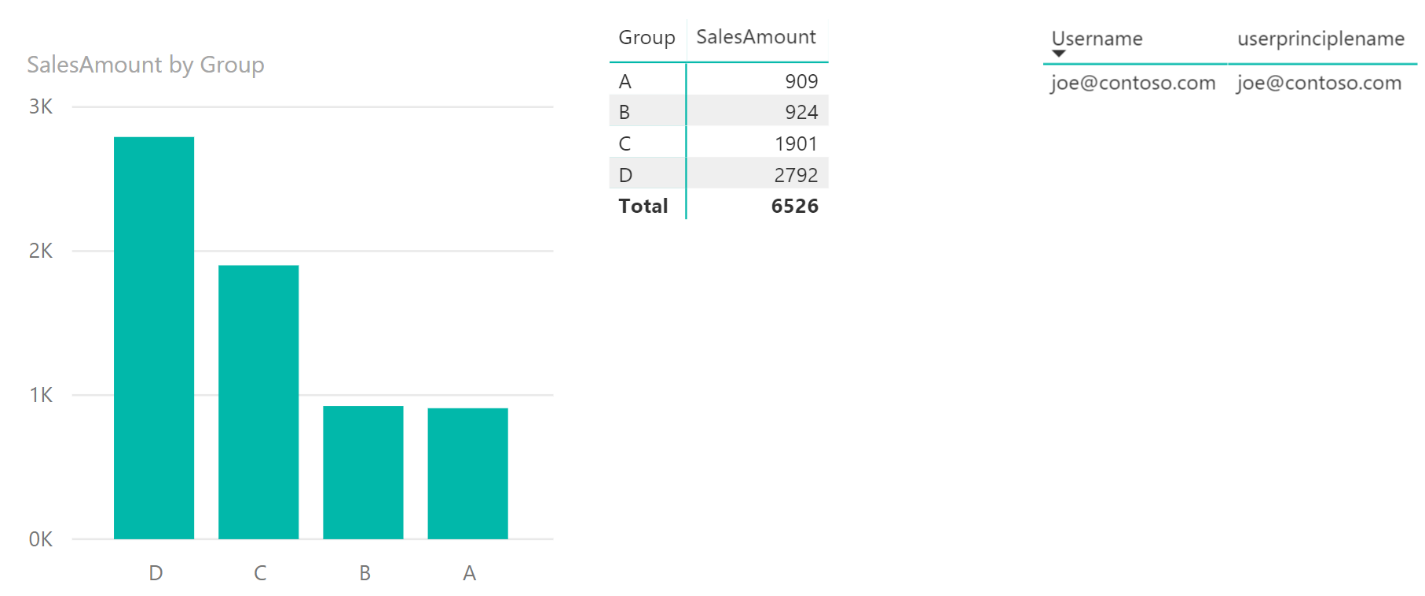 SalesAmount by Group
3K
2K
1K
0K
D C B A
Group SalesAmount
A 909
B 924
C 1901
D 2792
Total 6526
Username userprinciplename
joe@contoso.com joe@contoso.com